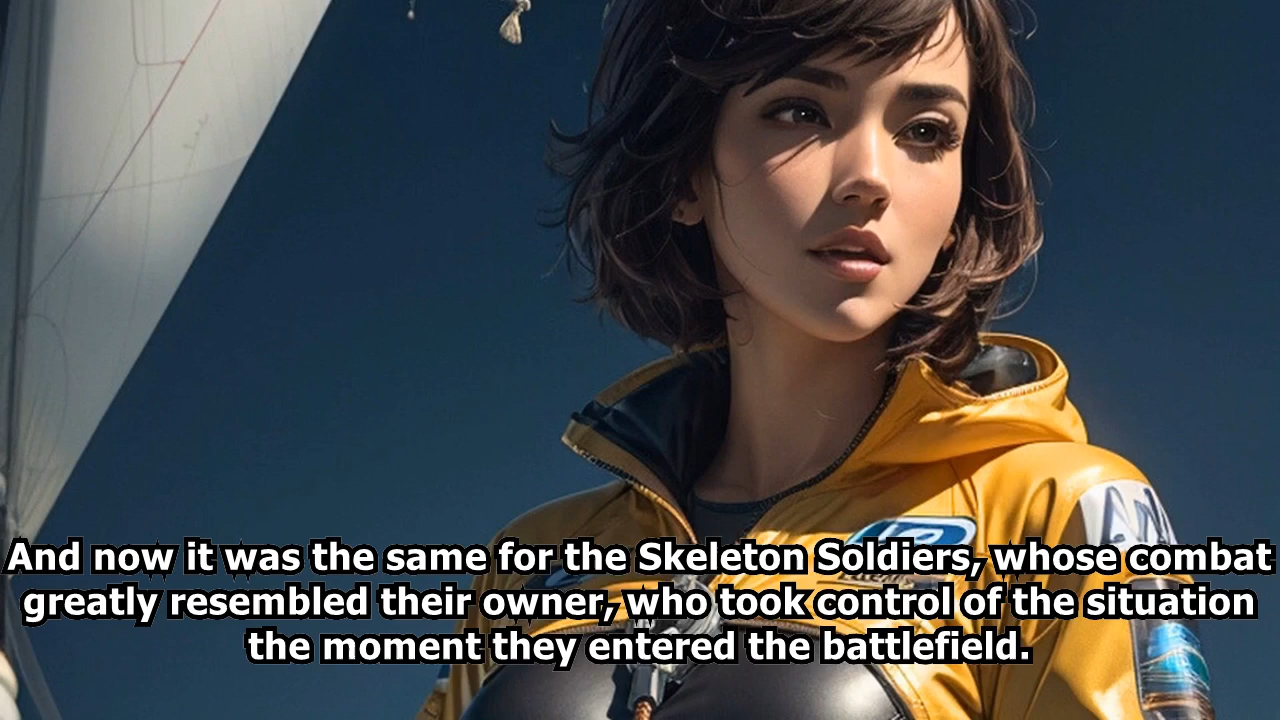 And now it was the same for the Skeleton Soldiers, whose combat
greatly resembled their owner, who took control of the situation
the moment they entered the battlefield.